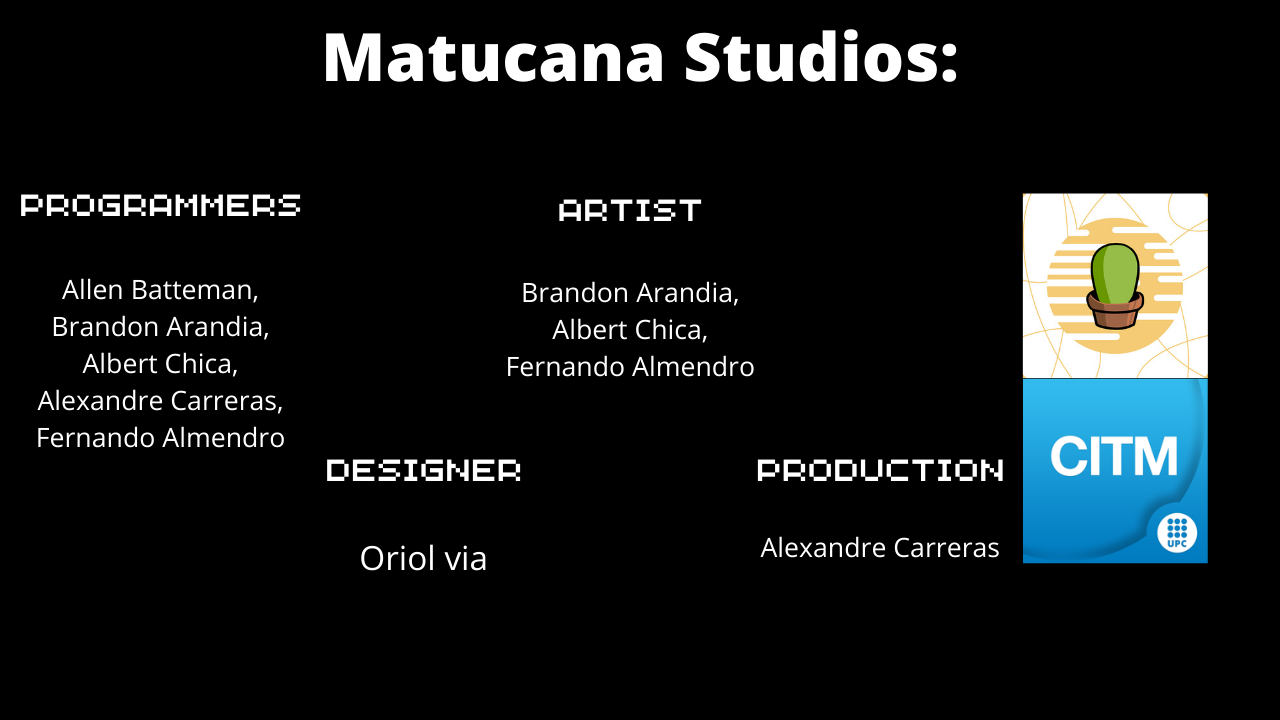 Matucana Studios:
PROGRAMMERS
Allen Batteman,
Brandon Arandia,
Albert Chica,
Alexandre Carreras,
Fernando Almendro
ARTIST
Brandon Arandia,
Albert Chica,
Fernando Almendro
DESIGNER
Oriol via
PRODUCTION
Alexandre Carreras
CITM
UPC